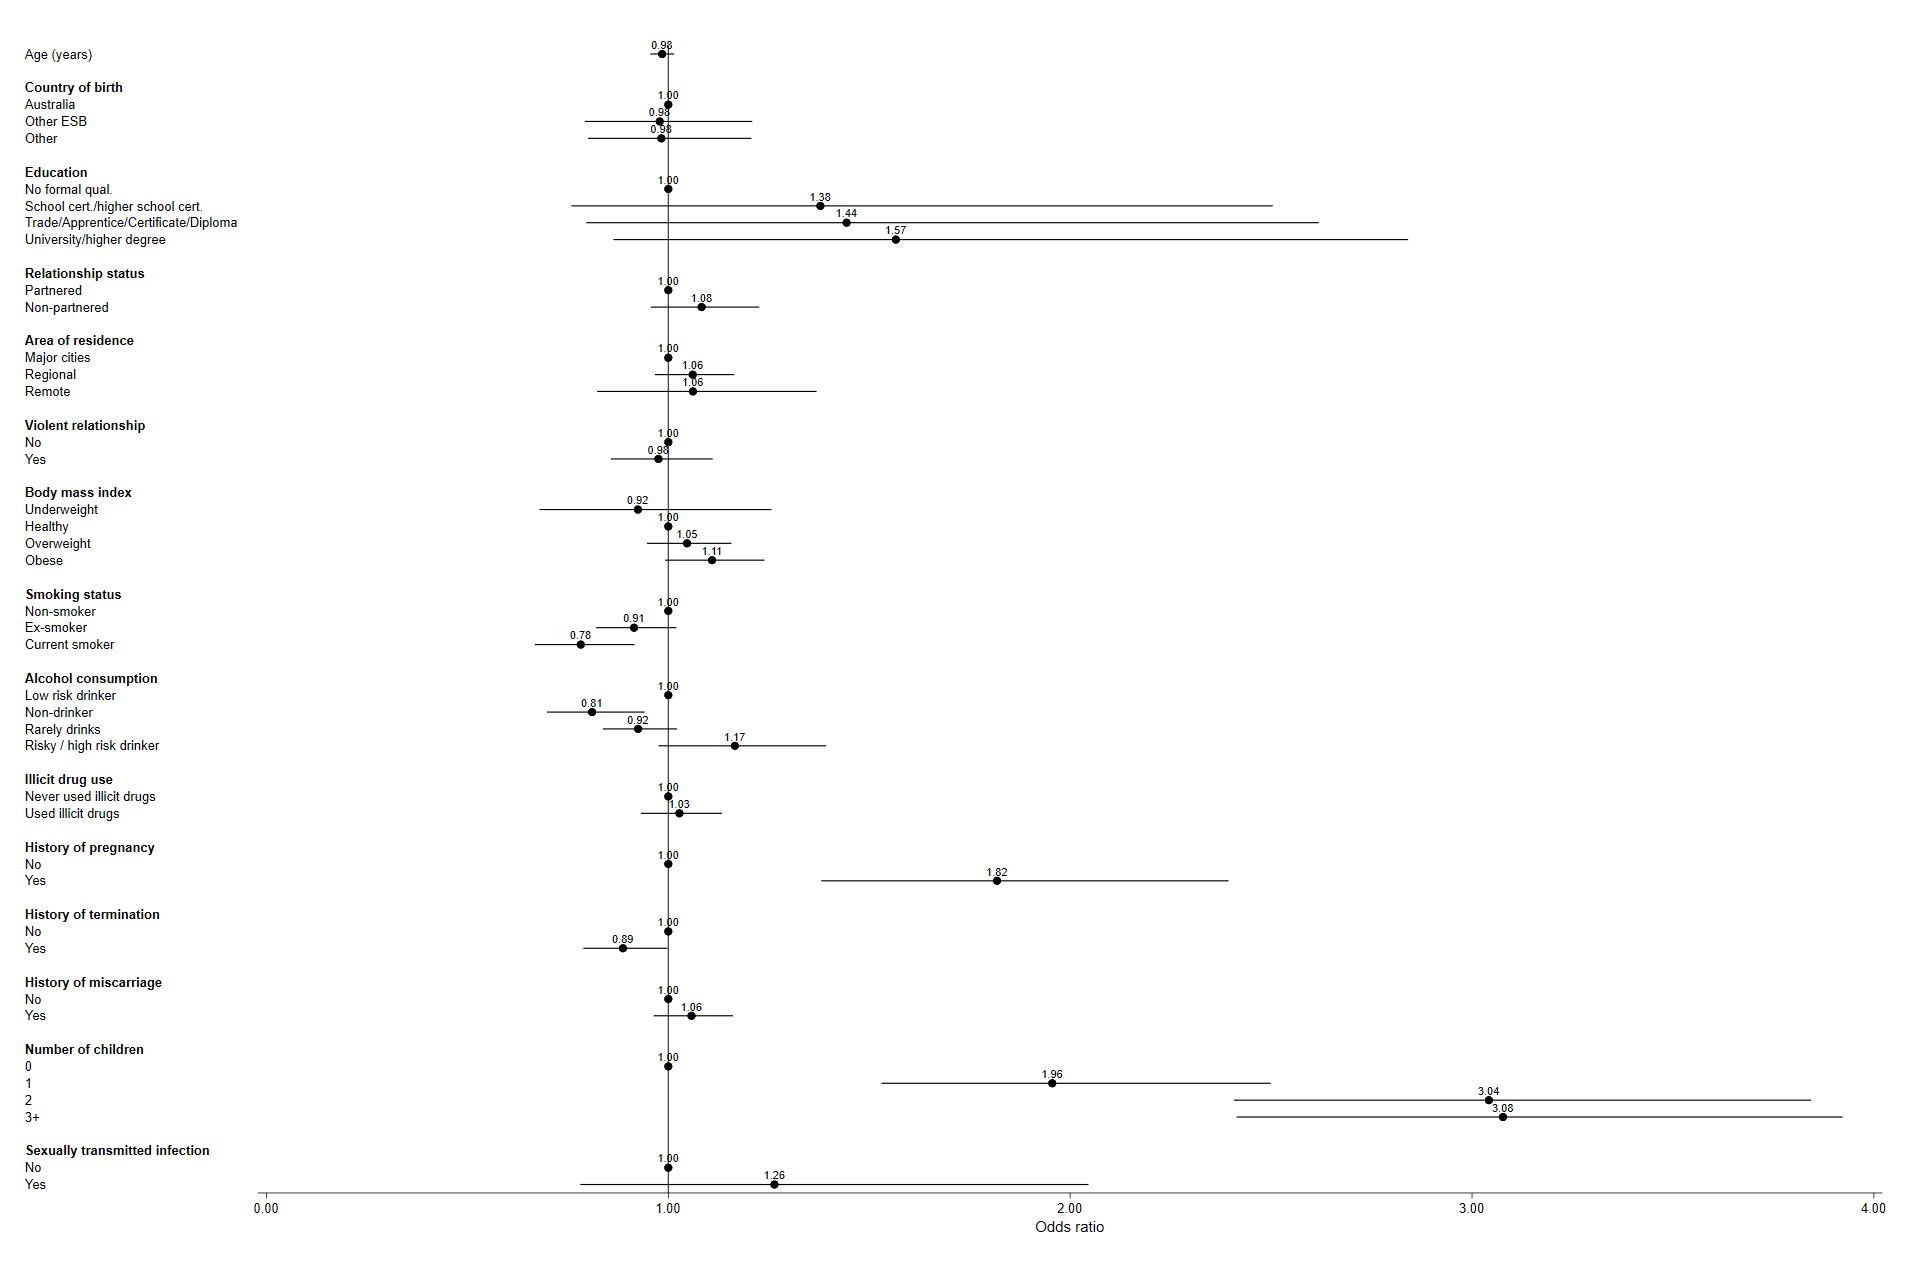 Age (years) 0.98
Country of birth
Australia 1.00
Other ESB 0.98
Other 0.98
Education
No formal qual. 1.00
School cert./higher school cert. 1.38
Trade/Apprentice/Certificate/Diploma 1.44
University/higher degree 1.57
Relationship status
Partnered 1.00
Non-partnered 1.08
Area of residence
Major cities 1.00
Regional 1.06
Remote 1.06
Violent relationship
No 1.00
Yes 0.98
Body mass index
Underweight 0.92
Healthy 1.00
Overweight 1.05
Obese 1.11
Smoking status
Non-smoker 1.00
Ex-smoker 0.91
Current smoker 0.78
Alcohol consumption
Low risk drinker 1.00
Non-drinker 0.81
Rarely drinks 0.92
Risky / high risk drinker 1.17
Illicit drug use
Never used illicit drugs 1.00
Used illicit drugs 1.03
History of pregnancy
No 1.00
Yes 1.82
History of termination
No 1.00
Yes 0.89
History of miscarriage
No 1.00
Yes 1.06
Number of children
0 1.00
1 1.96
2 3.04
3+ 3.08
Sexually transmitted infection
No 1.00
Yes 1.26
0.00 1.00 2.00 3.00 4.00
Odds ratio